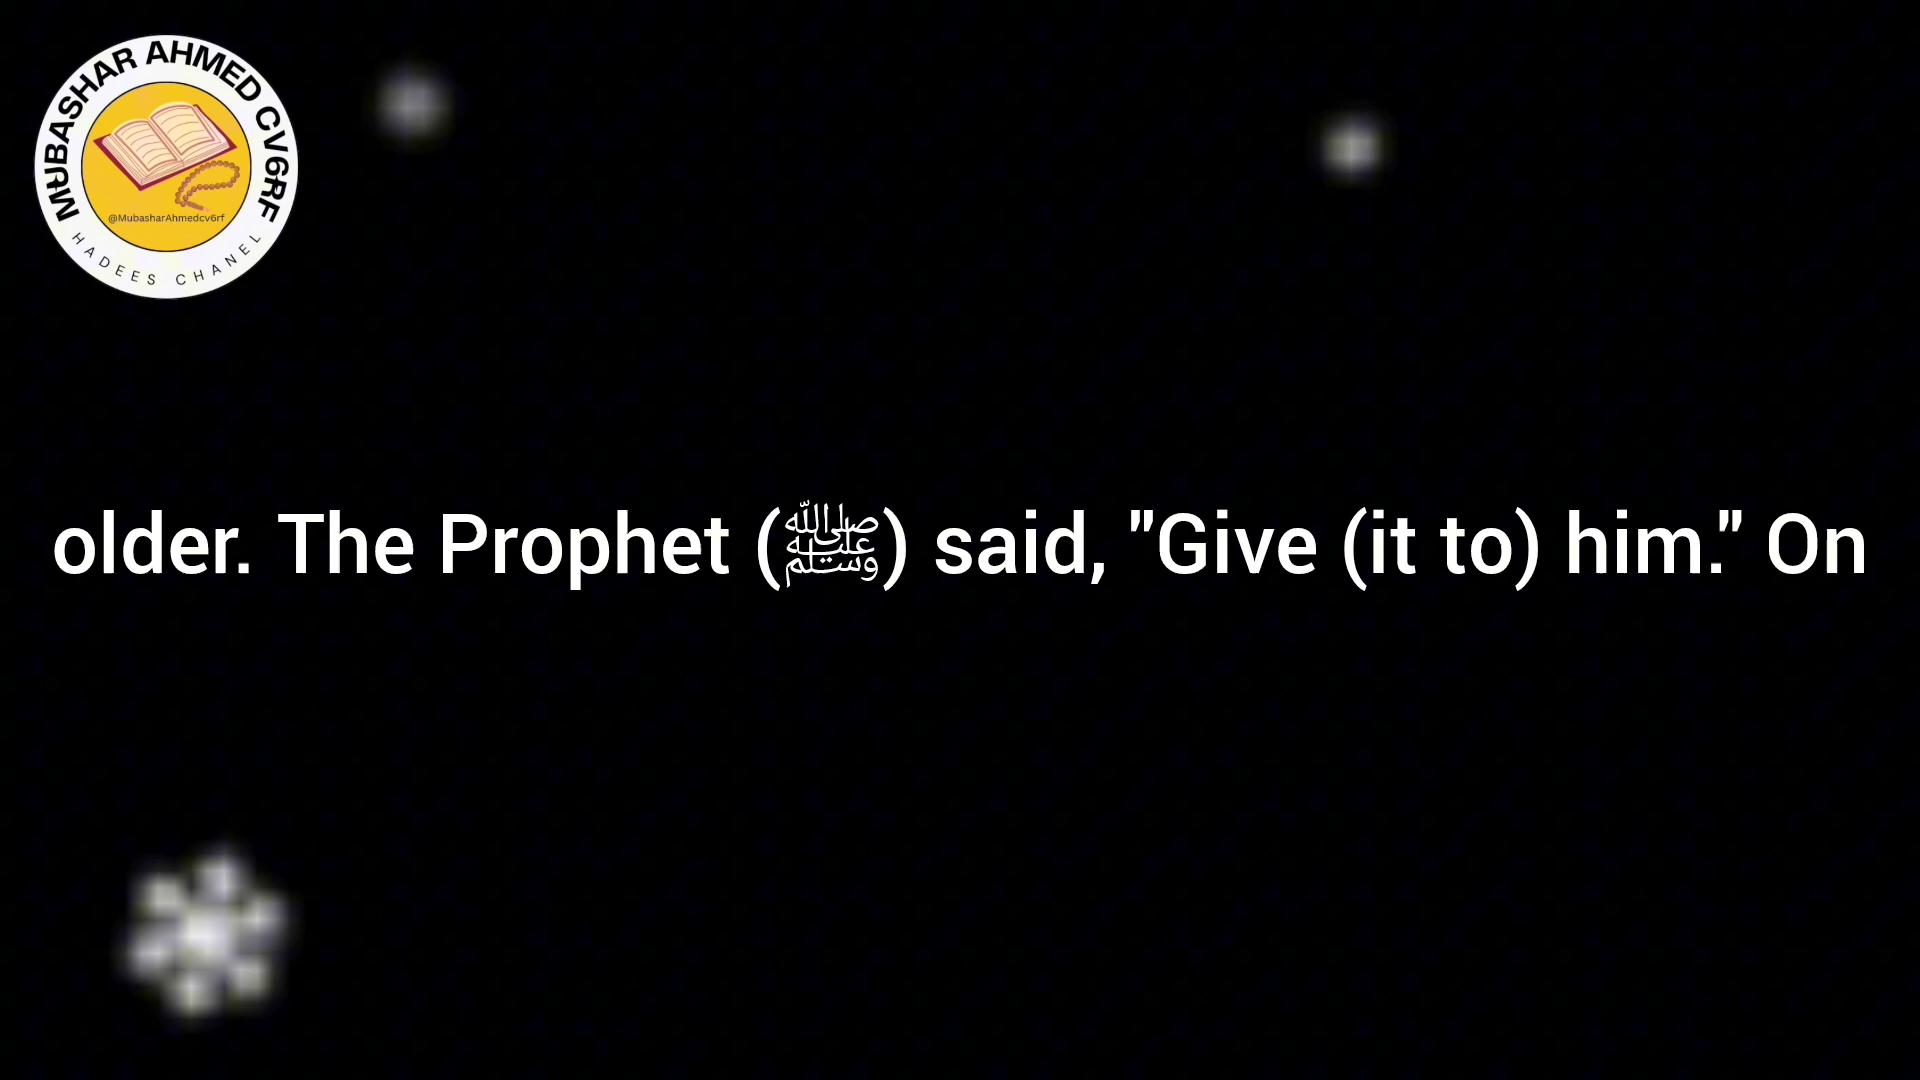 MUBASHAR AHMED CV6RF
@MubasharAhmedcv6rf
HADEES CHANEL
older. The Prophet (ﷺ) said, "Give (it to) him." On